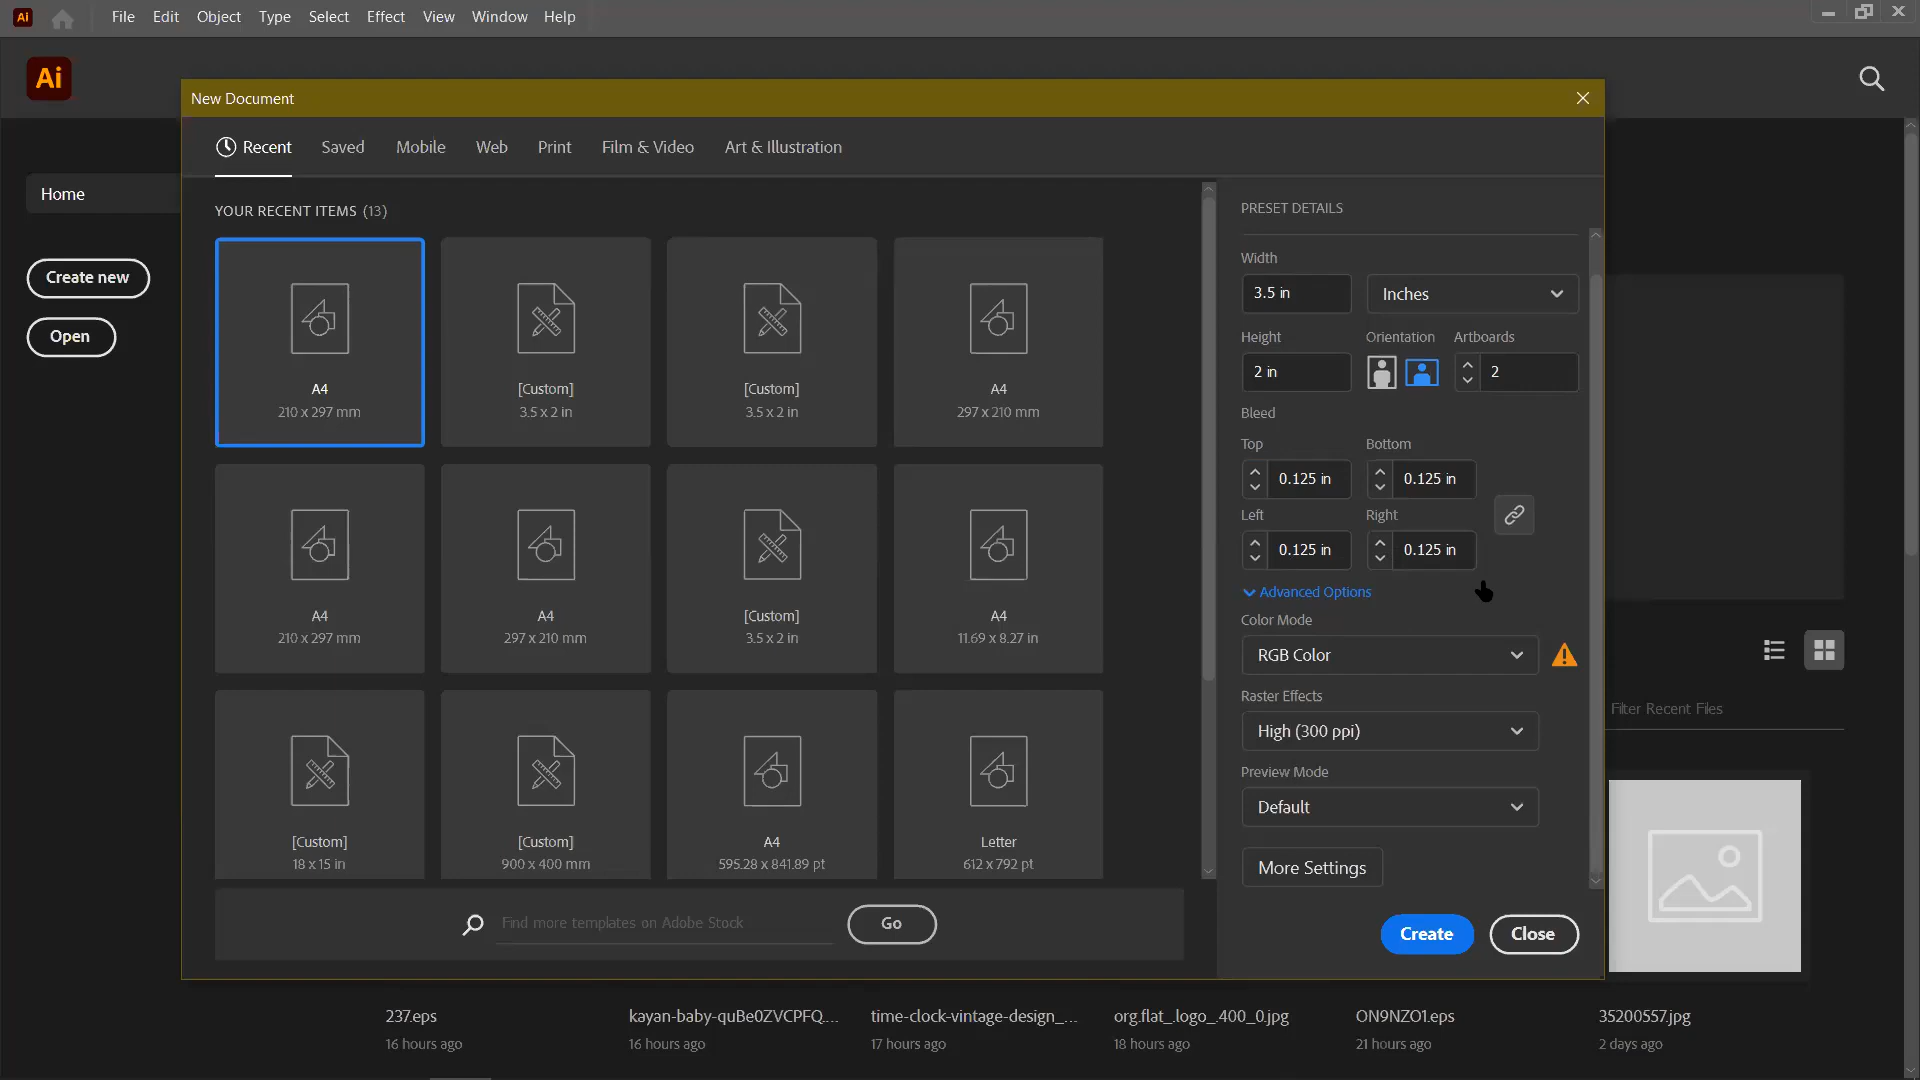 Ai
File Edit Object Type Select Effect View Window Help
Ai
New Document
Recent Saved Mobile Web Print Film & Video Art & Illustration
Home
Create new
Open
YOUR RECENT ITEMS (13)
A4
210 x 297 mm
[Custom]
3.5 x 2 in
[Custom]
3.5 x 2 in
A4
297 x 210 mm
A4
210 x 297 mm
A4
297 x 210 mm
[Custom]
3.5 x 2 in
A4
11.69 x 8.27 in
[Custom]
18 x 15 in
[Custom]
900 x 400 mm
A4
595.28 x 841.89 pt
Letter
612 x 792 pt
Find more templates on Adobe Stock
Go
PRESET DETAILS
Width
3.5 in Inches
Height Orientation Artboards
2 in 2
Bleed
Top Bottom
0.125 in 0.125 in
Left Right
0.125 in 0.125 in
Advanced Options
Color Mode
RGB Color
Raster Effects
High (300 ppi)
Preview Mode
Default
More Settings
Create Close
Filter Recent Files
237.eps
16 hours ago
kayan-baby-quBe0ZVCPFQ....
16 hours ago
time-clock-vintage-design_...
17 hours ago
org.flat_.logo_.400_0.jpg
18 hours ago
ON9NZO1.eps
21 hours ago
35200557.jpg
2 days ago